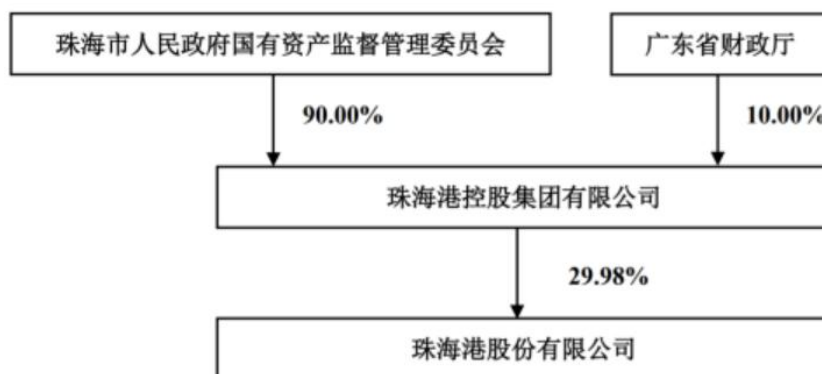 珠海市人民政府国有资产监督管理委员会
广东省财政厅
90.00%
10.00%
珠海港控股集团有限公司
29.98%
珠海港股份有限公司